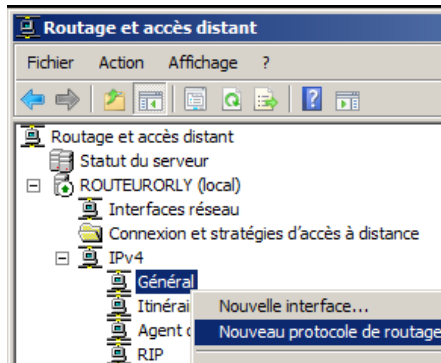 Routage et accès distant
Fichier Action Affichage ?
Routage et accès distant
Statut du serveur
ROUTEURORLY (local)
Interfaces réseau
Connexion et stratégies d'accès à distance
IPv4
Général
Nouvelle interface...
Agent
Nouveau protocole de routage
RIP